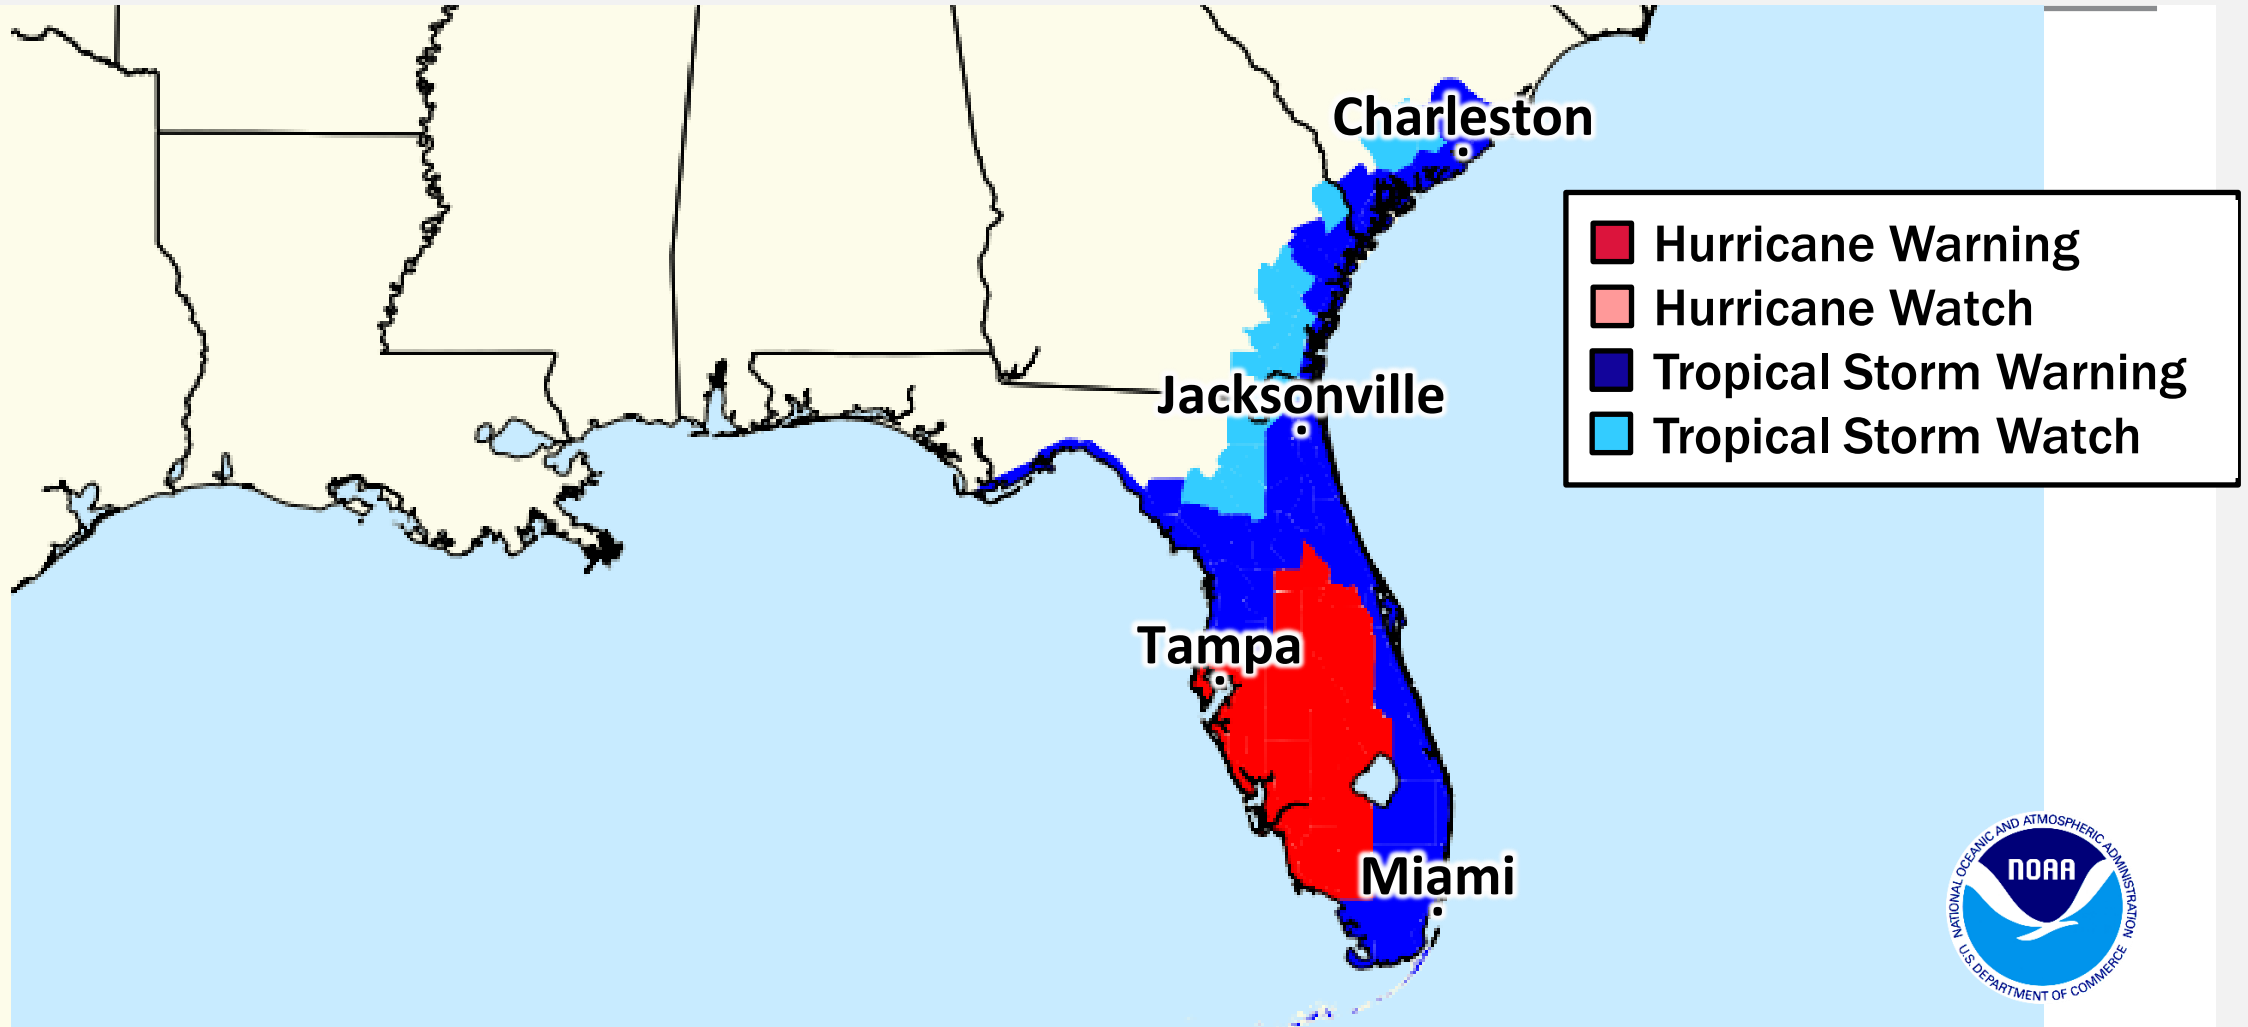 Charleston
Hurricane Warning
Hurricane Watch
Tropical Storm Warning
Tropical Storm Watch
Jacksonville
Tampa
Miami
NATIONAL OCEANIC AND ATMOSPHERIC ADMINISTRATION
NOAA
U.S. DEPARTMENT OF COMMERCE